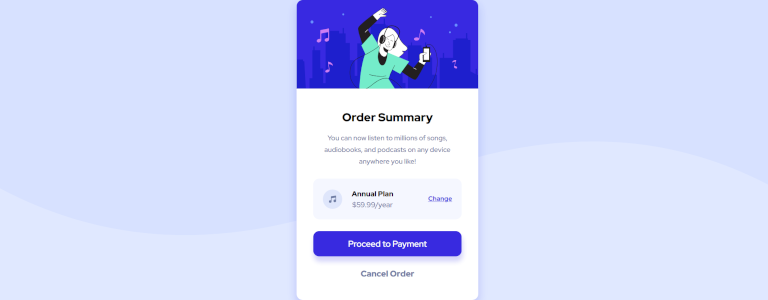 Order Summary
You can now listen to millions of songs,
audiobooks, and podcasts on any device
anywhere you like!
Annual Plan
$59.99/year
Change
Proceed to Payment
Cancel Order